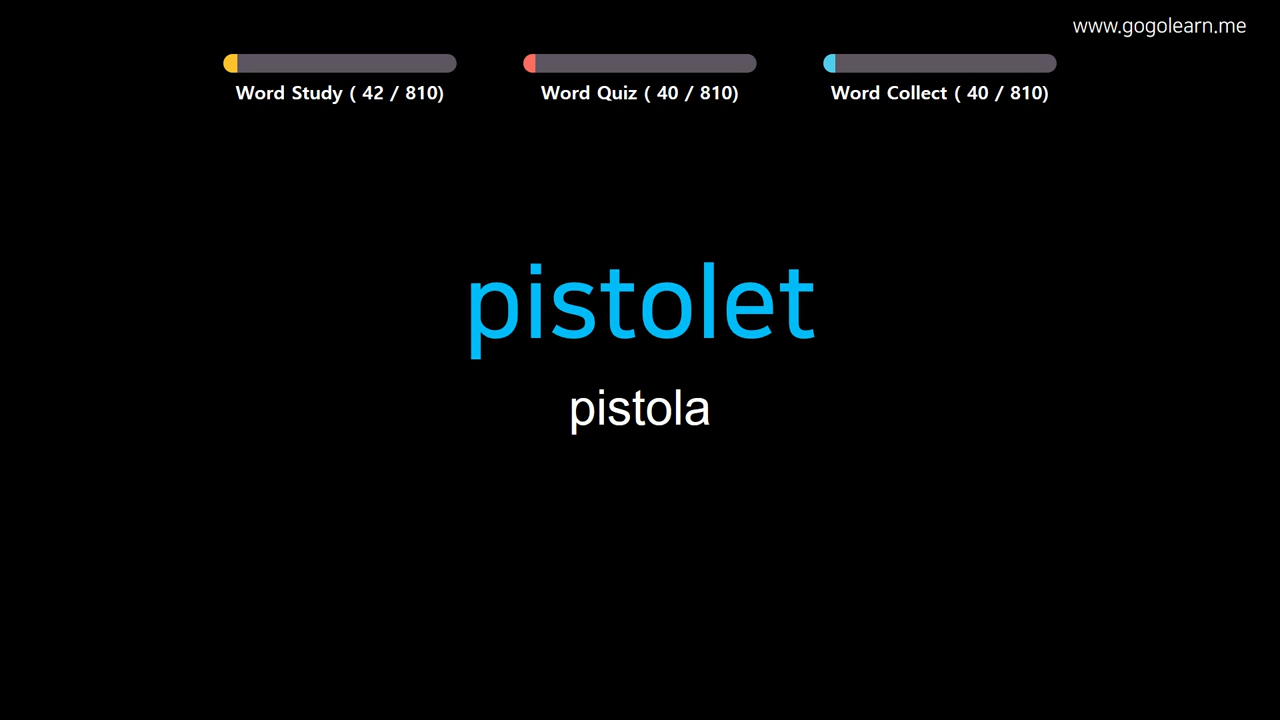 www.gogolearn.me
Word Study ( 42 / 810)
Word Quiz ( 40 / 810)
Word Collect ( 40 / 810)
pistolet
pistola